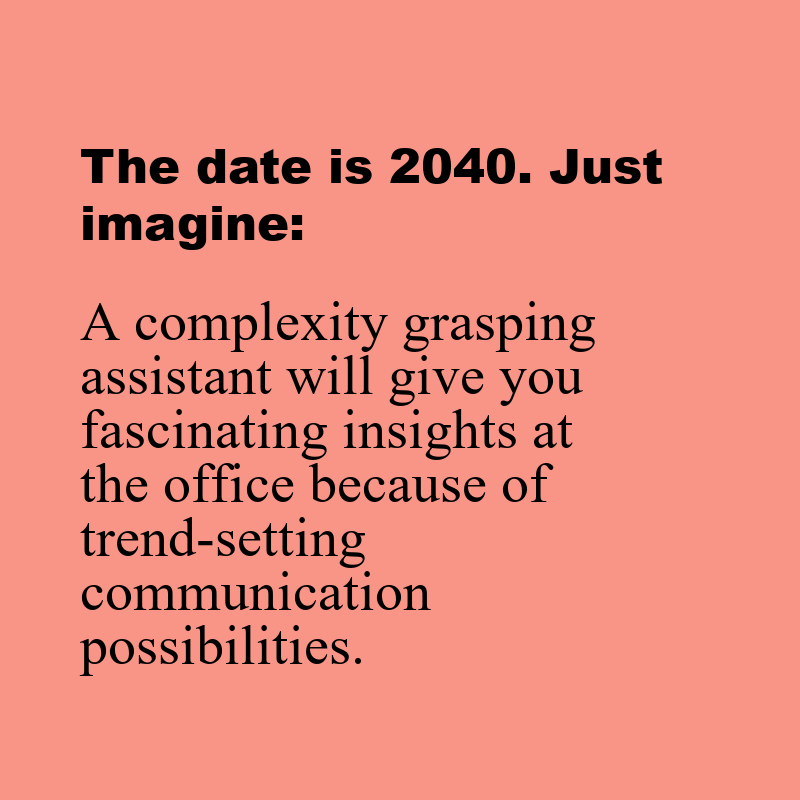 The date is 2040. Just
imagine:
A complexity grasping
assistant will give you
fascinating insights at
the office because of
trend-setting
communication
possibilities.